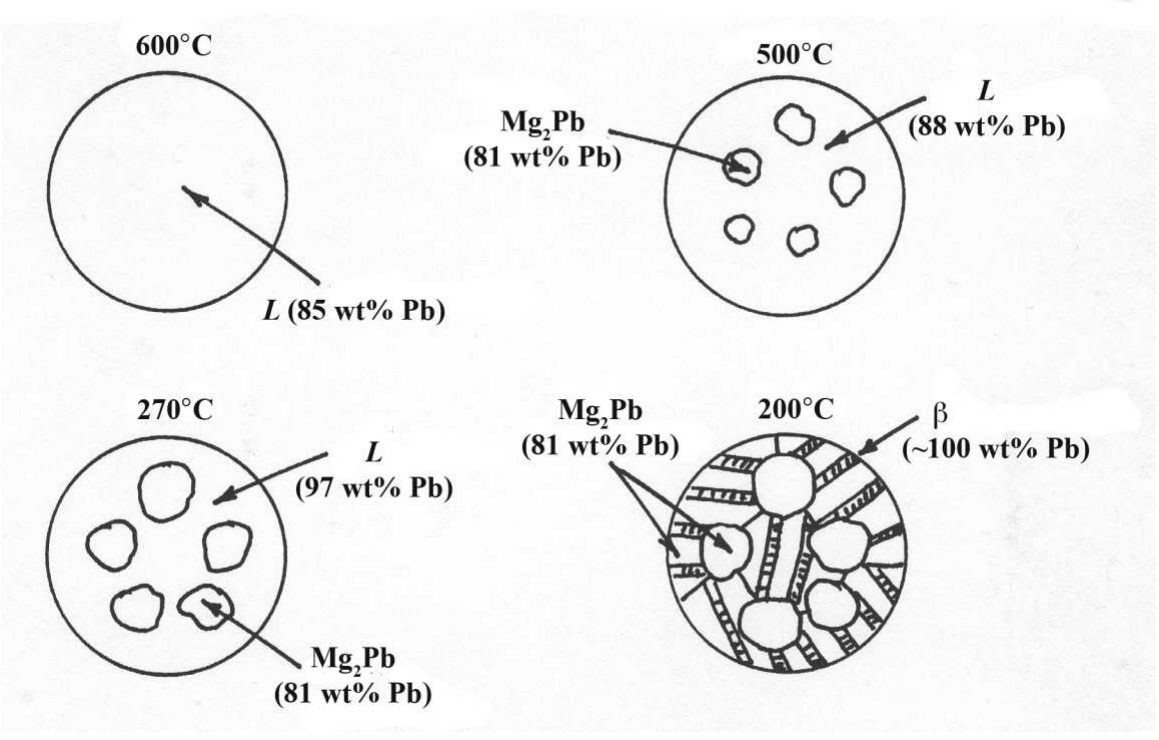 600°C
L (85 wt% Pb)
500°C
Mg₂Pb
(81 wt% Pb)
L
(88 wt% Pb)
270°C
L
(97 wt% Pb)
Mg₂Pb
(81 wt% Pb)
200°C
Mg₂Pb
(81 wt% Pb)
β
(~100 wt% Pb)